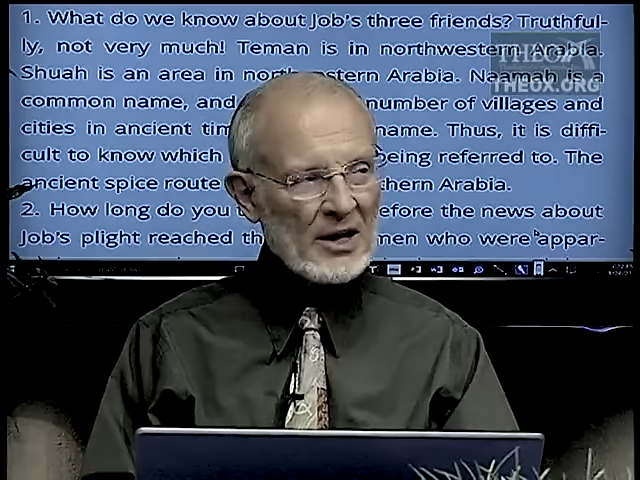 1. What do we know about Job's three friends? Truthful-
ly, not very much! Teman is in northwestern Arabia.
Shuah is an area in north stern Arabia. Naamah is a
common name, and number of villages and
cities in ancient tim name. Thus, it is diffi-
cult to know which being referred to. The
ancient spice route thern Arabia.
2. How long do you t efore the news about
Job's plight reached th men who were appar-
THEOX
THEOX.ORG